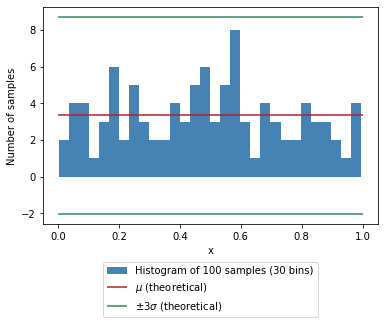 8
6
4
2
0
−2
Number of samples
0.0 0.2 0.4 0.6 0.8 1.0
x
Histogram of 100 samples (30 bins)
μ (theoretical)
±3σ (theoretical)